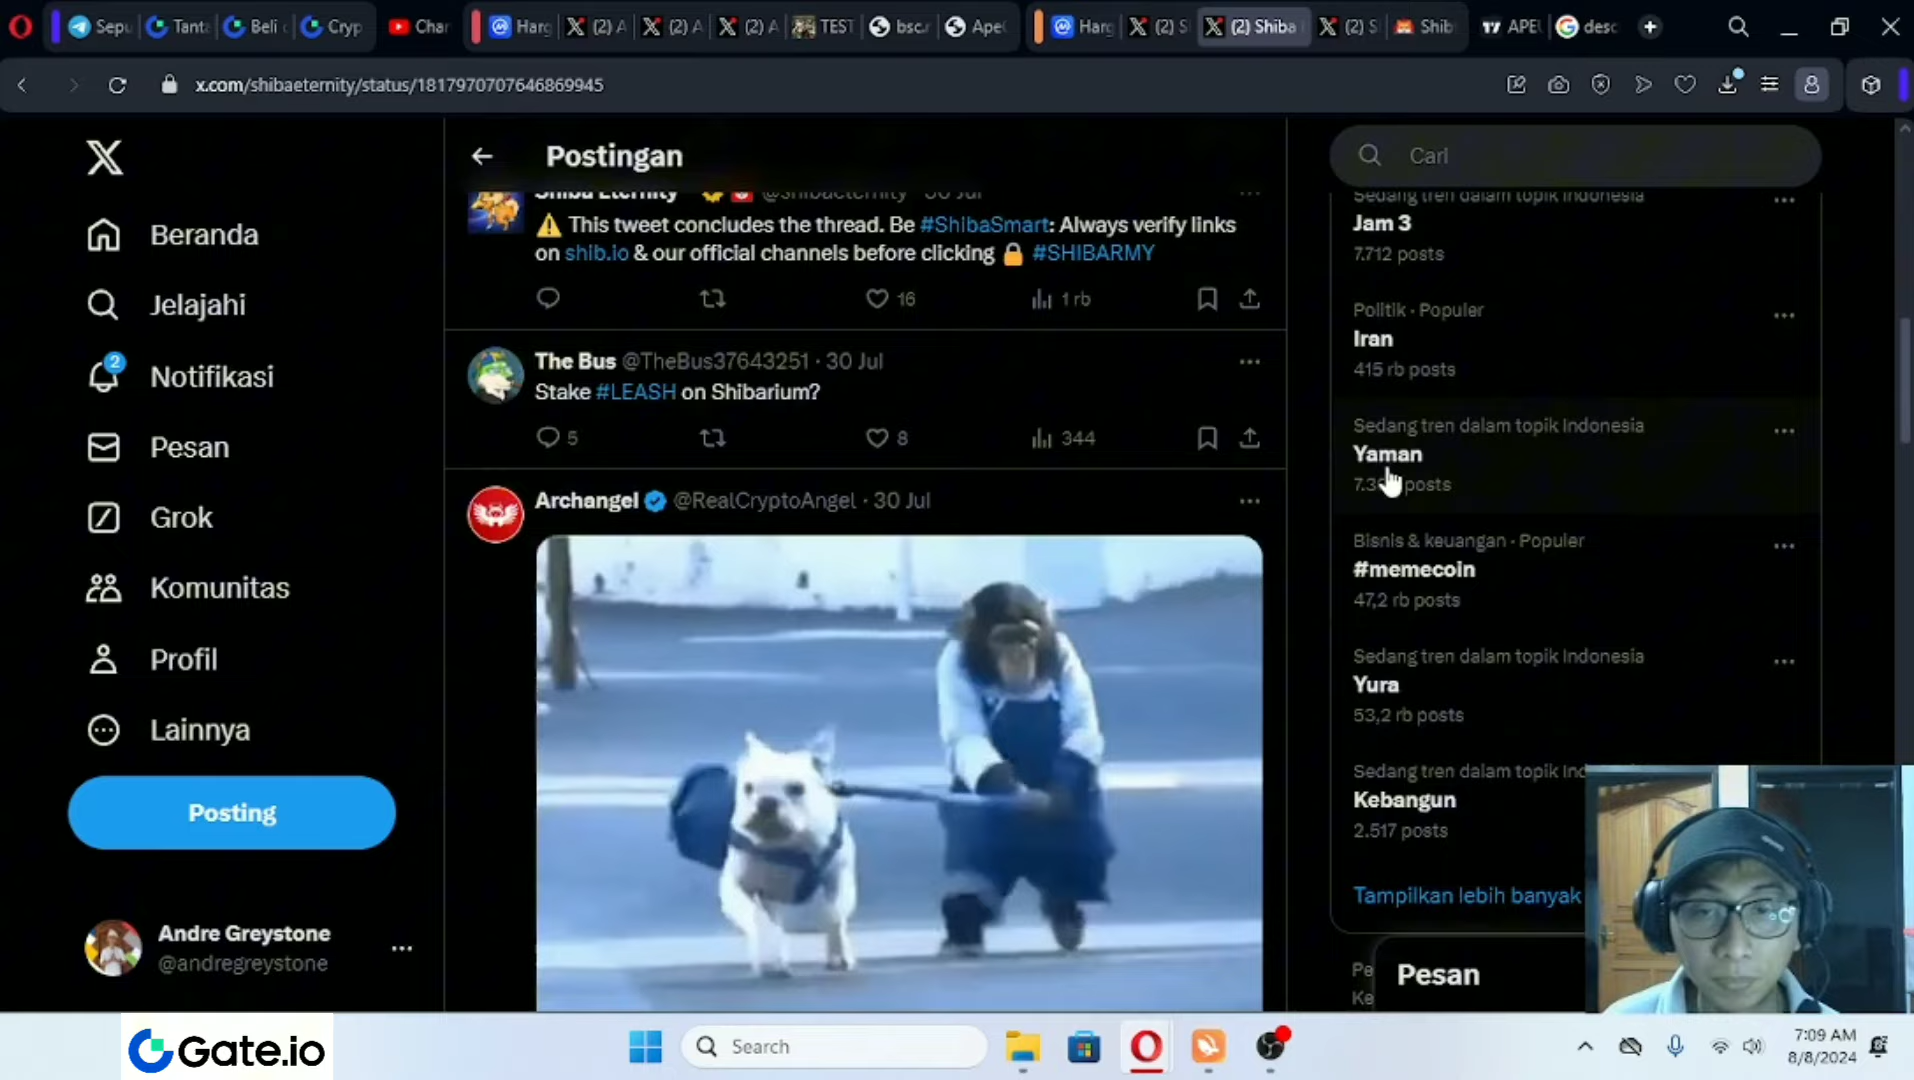 Sepu
Tanta
Beli
Cryp
Char
Harg
(2) A
(2) A
(2) A
TEST
bsc.r
Ape
Harg
(2) S
(2) Shiba
(2) S
Shib
APE
desc
x.com/shibaeternity/status/1817970707646869945
Beranda
Jelajahi
2
Notifikasi
Pesan
Grok
Komunitas
Profil
Lainnya
Posting
Andre Greystone
@andregreystone
Postingan
Shiba Eternity @shibaeternity · 30 Jul
This tweet concludes the thread. Be #ShibaSmart: Always verify links
on shib.io & our official channels before clicking 🔒 #SHIBARMY
16
1 rb
The Bus @TheBus37643251 · 30 Jul
Stake #LEASH on Shibarium?
5
8
344
Archangel @RealCryptoAngel · 30 Jul
Cari
Sedang tren dalam topik Indonesia
Jam 3
7.712 posts
Politik · Populer
Iran
415 rb posts
Sedang tren dalam topik Indonesia
Yaman
posts
Bisnis & keuangan · Populer
#memecoin
47,2 rb posts
Sedang tren dalam topik Indonesia
Yura
53,2 rb posts
Sedang tren dalam topik Ind
Kebangun
2.517 posts
Tampilkan lebih banyak
Pe
Ke
Pesan
Gate.io
Search
7:09 AM
8/8/2024